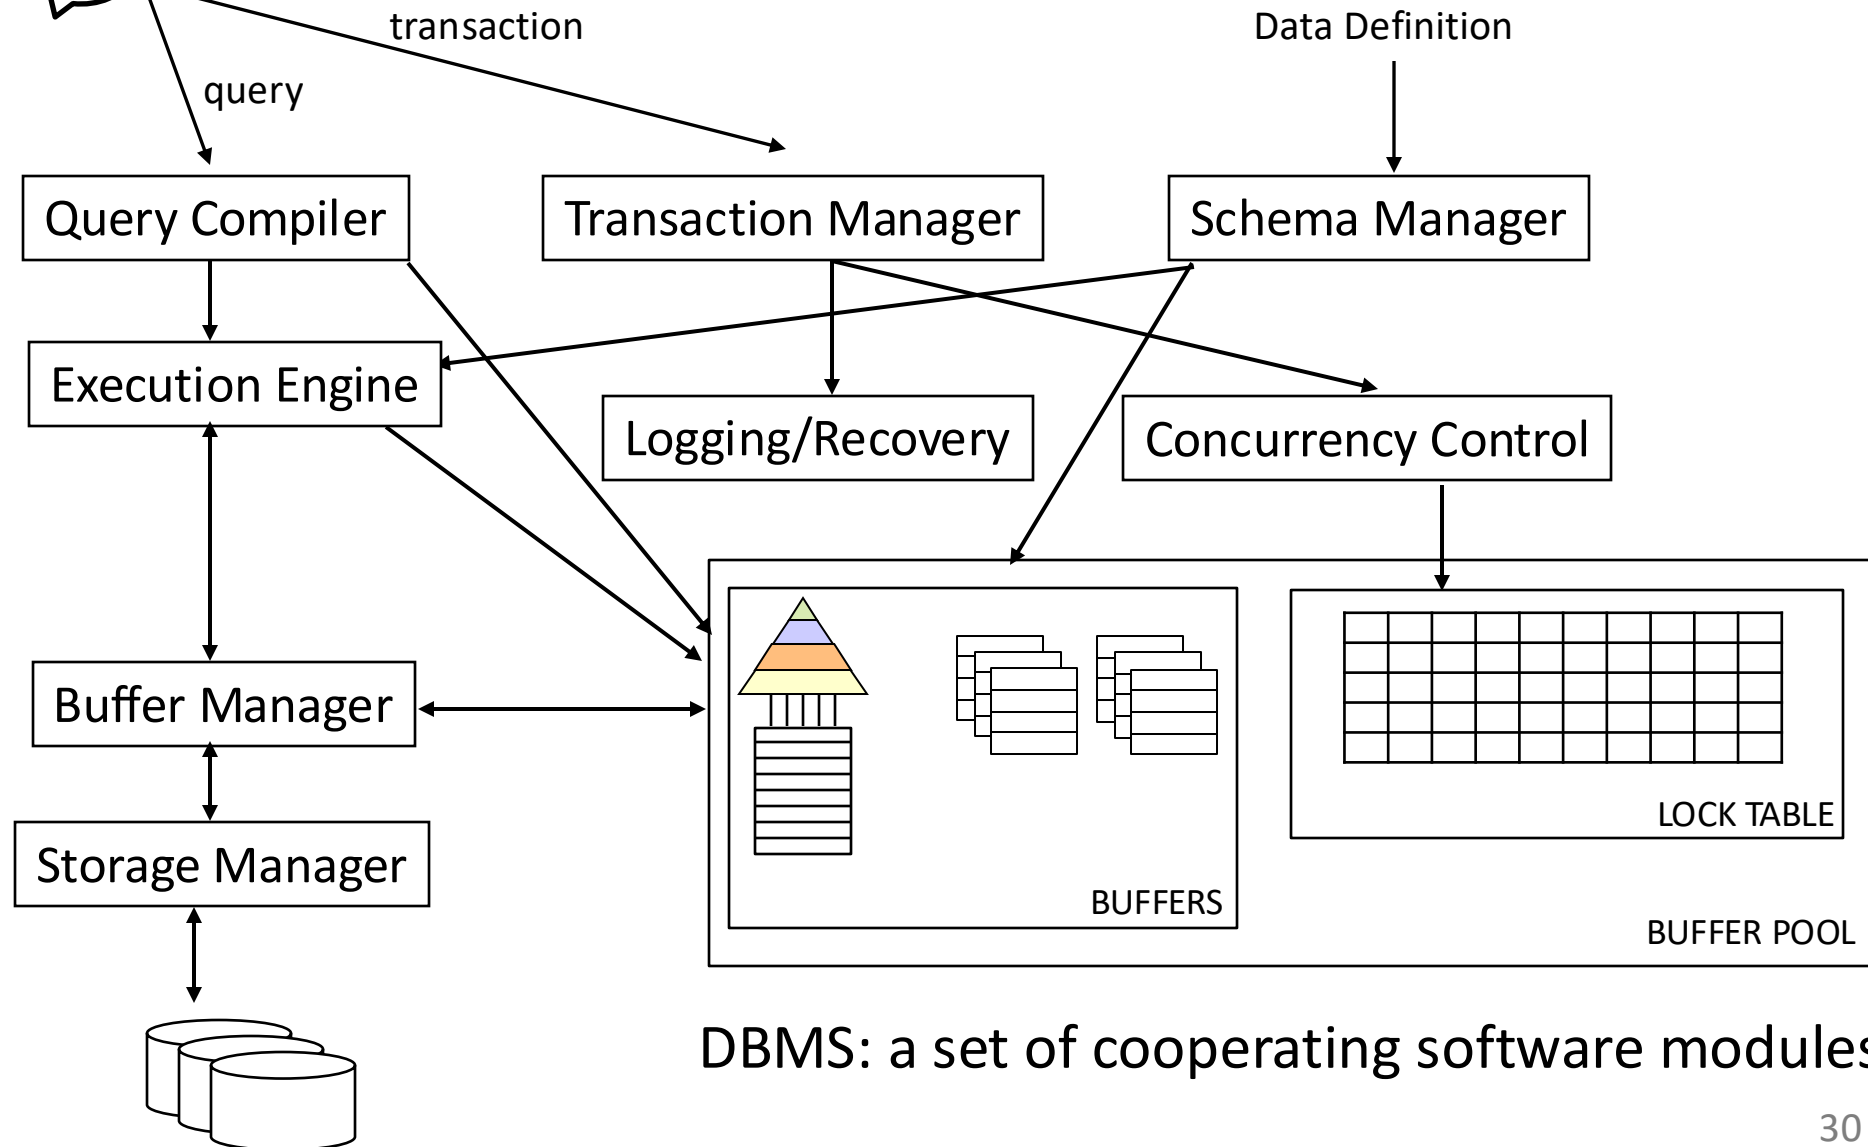 transaction
Data Definition
query
Query Compiler
Transaction Manager
Schema Manager
Execution Engine
Logging/Recovery
Concurrency Control
Buffer Manager
LOCK TABLE
Storage Manager
BUFFERS
BUFFER POOL
DBMS: a set of cooperating software modules
30